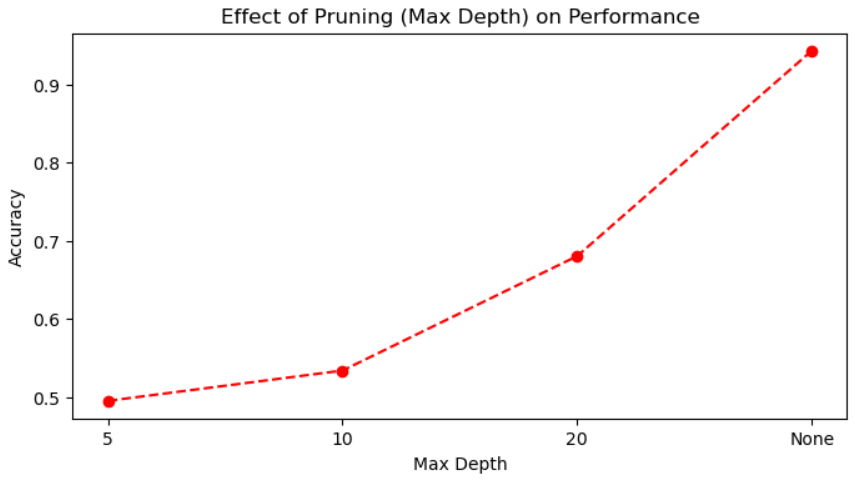 Effect of Pruning (Max Depth) on Performance
0.9
0.8
0.7
0.6
0.5
Accuracy
5 10 20 None
Max Depth